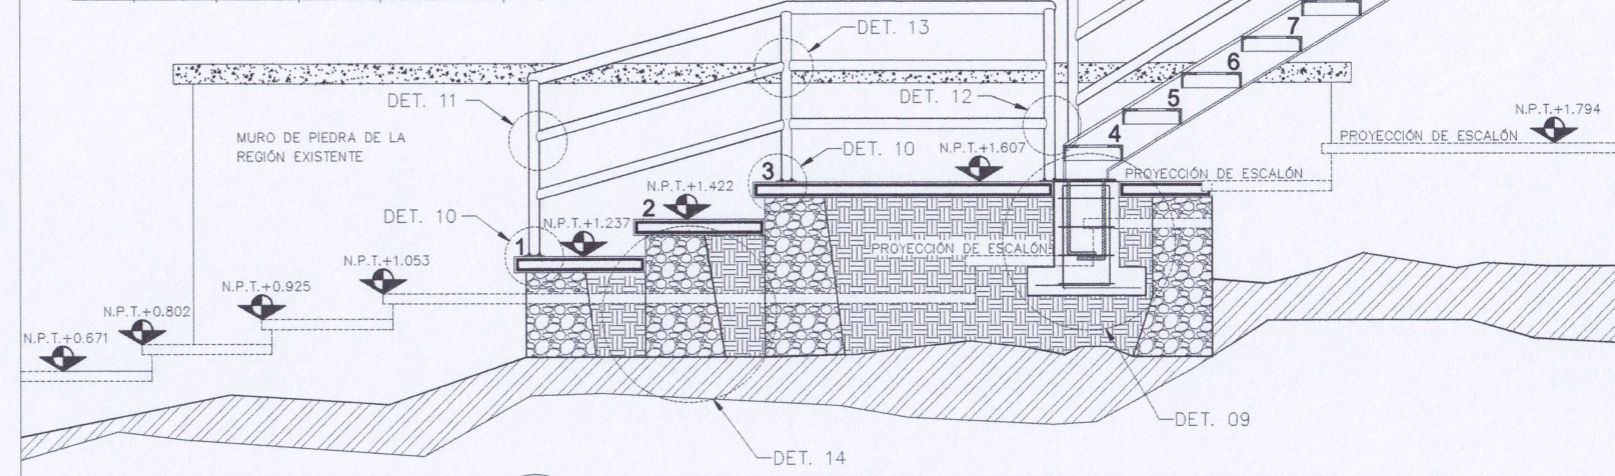 DET. 13
7
6
DET. 11
DET. 12
5
N.P.T.+1.794
MURO DE PIEDRA DE LA
REGIÓN EXISTENTE
4
PROYECCIÓN DE ESCALÓN
DET. 10
N.P.T.+1.607
3
PROYECCIÓN DE ESCALÓN
N.P.T.+1.422
2
DET. 10
N.P.T.+1.237
1
PROYECCIÓN DE ESCALÓN
N.P.T.+1.053
N.P.T.+0.925
N.P.T.+0.802
N.P.T.+0.671
DET. 09
DET. 14